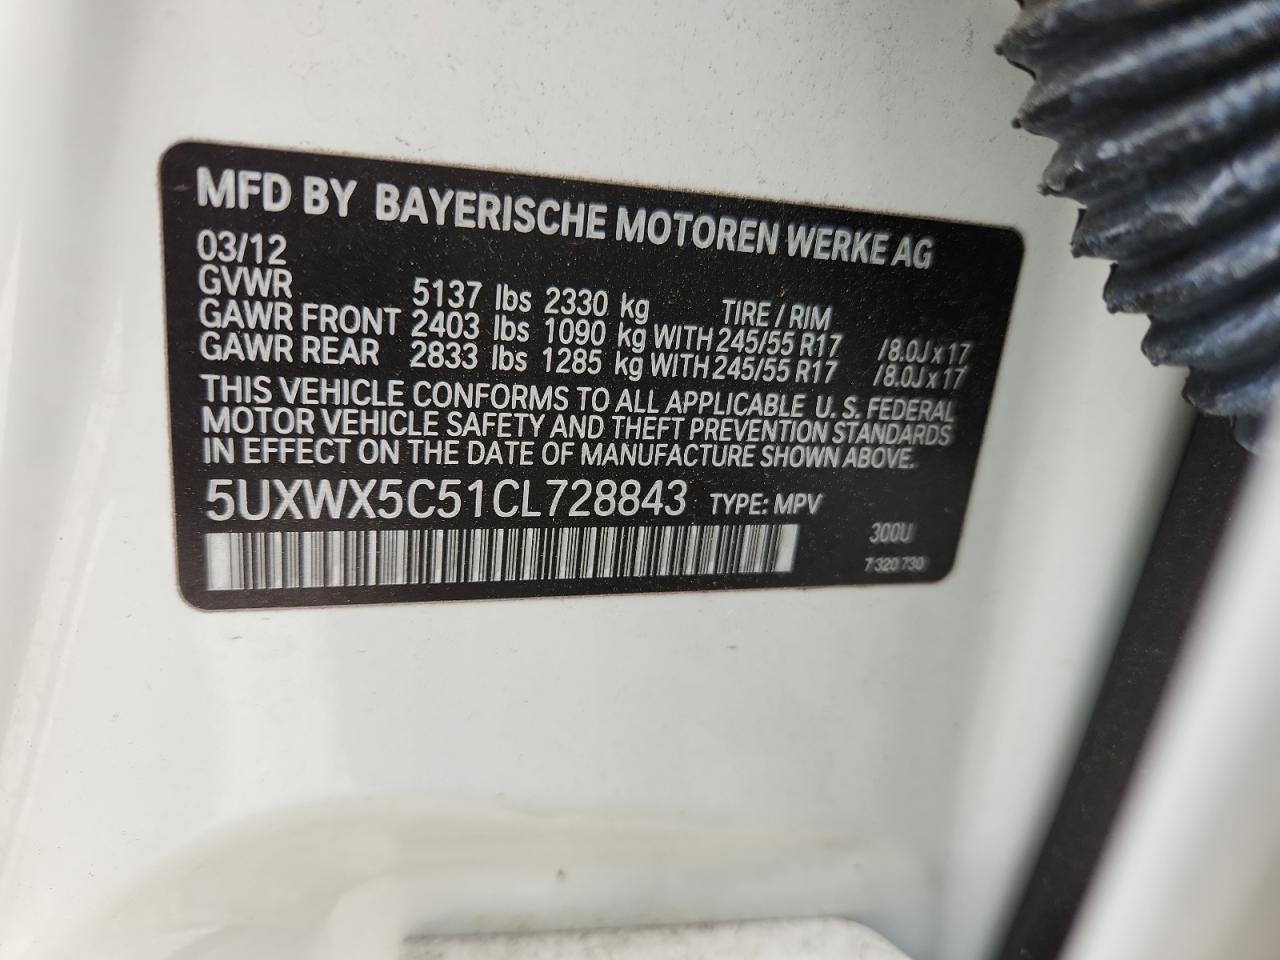 MFD BY BAYERISCHE MOTOREN WERKE AG
03/12
GVWR 5137 lbs 2330 kg TIRE / RIM
GAWR FRONT 2403 lbs 1090 kg WITH 245/55 R17 /8.0J x 17
GAWR REAR 2833 lbs 1285 kg WITH 245/55 R17 /8.0J x 17
THIS VEHICLE CONFORMS TO ALL APPLICABLE U. S. FEDERAL
MOTOR VEHICLE SAFETY AND THEFT PREVENTION STANDARDS
IN EFFECT ON THE DATE OF MANUFACTURE SHOWN ABOVE.
5UXWX5C51CL728843 TYPE: MPV
300U
7 320 730